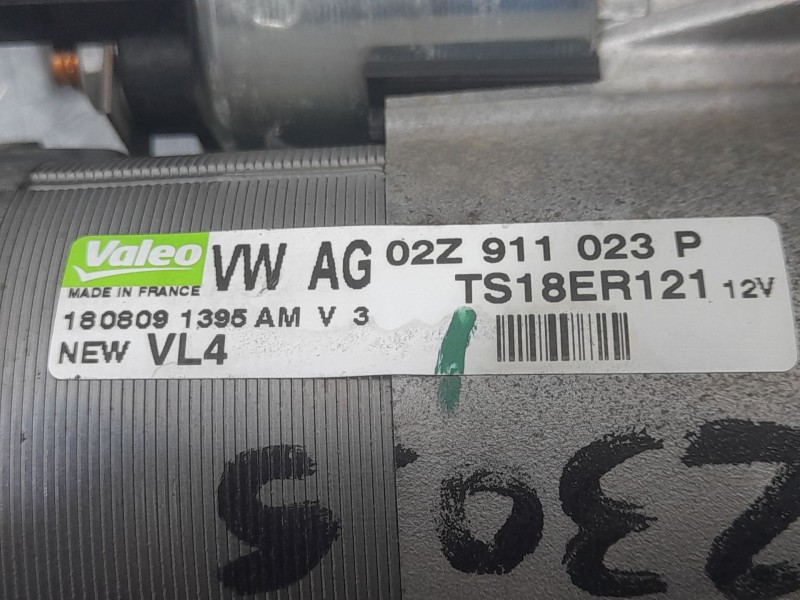 Valeo VW AG 02Z 911 023 P
MADE IN FRANCE TS18ER121 12V
180809 1395 AM V 3
NEW VL4